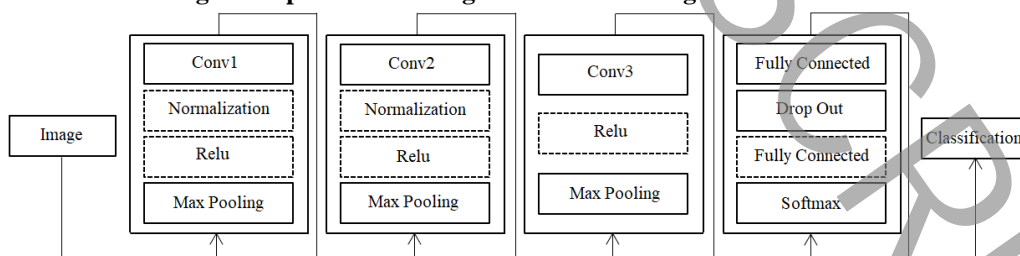 Image
Conv1
Normalization
Relu
Max Pooling
Conv2
Normalization
Relu
Max Pooling
Conv3
Relu
Max Pooling
Fully Connected
Drop Out
Fully Connected
Softmax
Classification